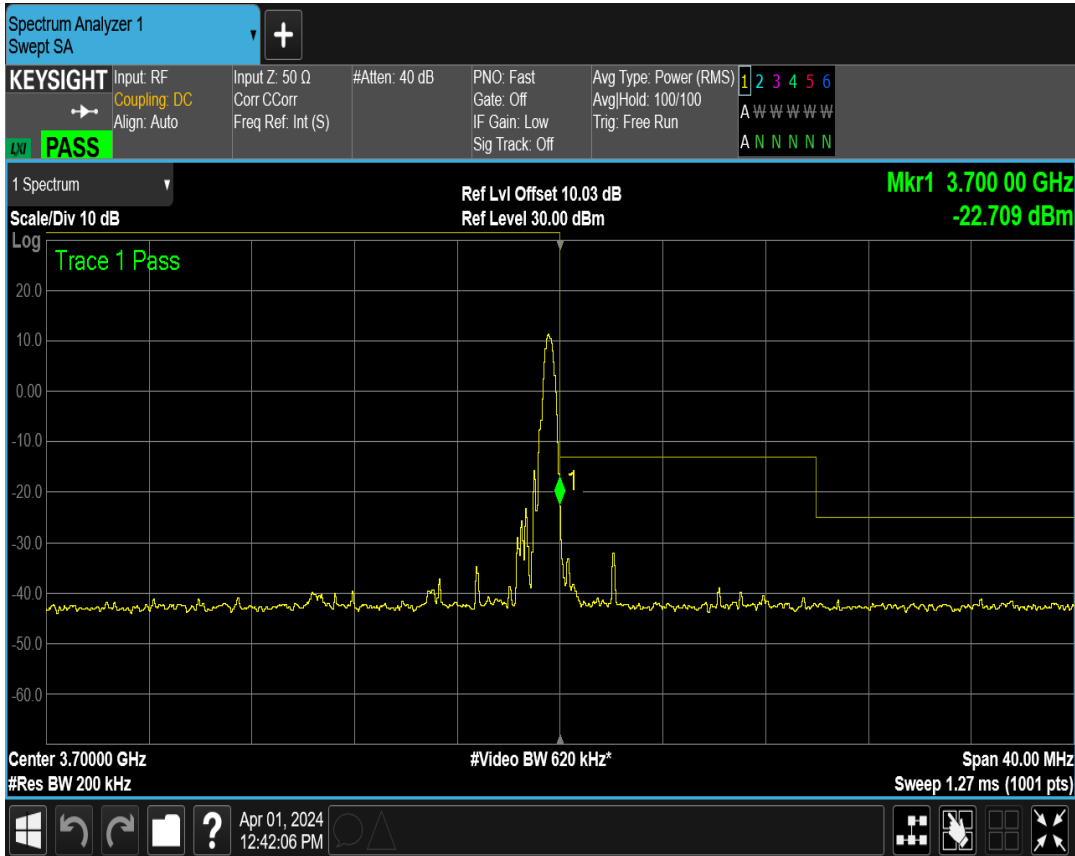 Spectrum Analyzer 1
Swept SA
+
KEYSIGHT
LXI PASS
Input: RF
Coupling: DC
Align: Auto
Input Z: 50 Ω
Corr CCorr
Freq Ref: Int (S)
#Atten: 40 dB
PNO: Fast
Gate: Off
IF Gain: Low
Sig Track: Off
Avg Type: Power (RMS)
Avg|Hold: 100/100
Trig: Free Run
1 2 3 4 5 6
A W W W W W
A N N N N N
1 Spectrum
Scale/Div 10 dB
Ref Lvl Offset 10.03 dB
Ref Level 30.00 dBm
Mkr1 3.700 00 GHz
-22.709 dBm
Log
Trace 1 Pass
20.0
10.0
0.00
-10.0
-20.0
-30.0
-40.0
-50.0
-60.0
1
Center 3.70000 GHz
#Res BW 200 kHz
#Video BW 620 kHz*
Span 40.00 MHz
Sweep 1.27 ms (1001 pts)
?
Apr 01, 2024
12:42:06 PM